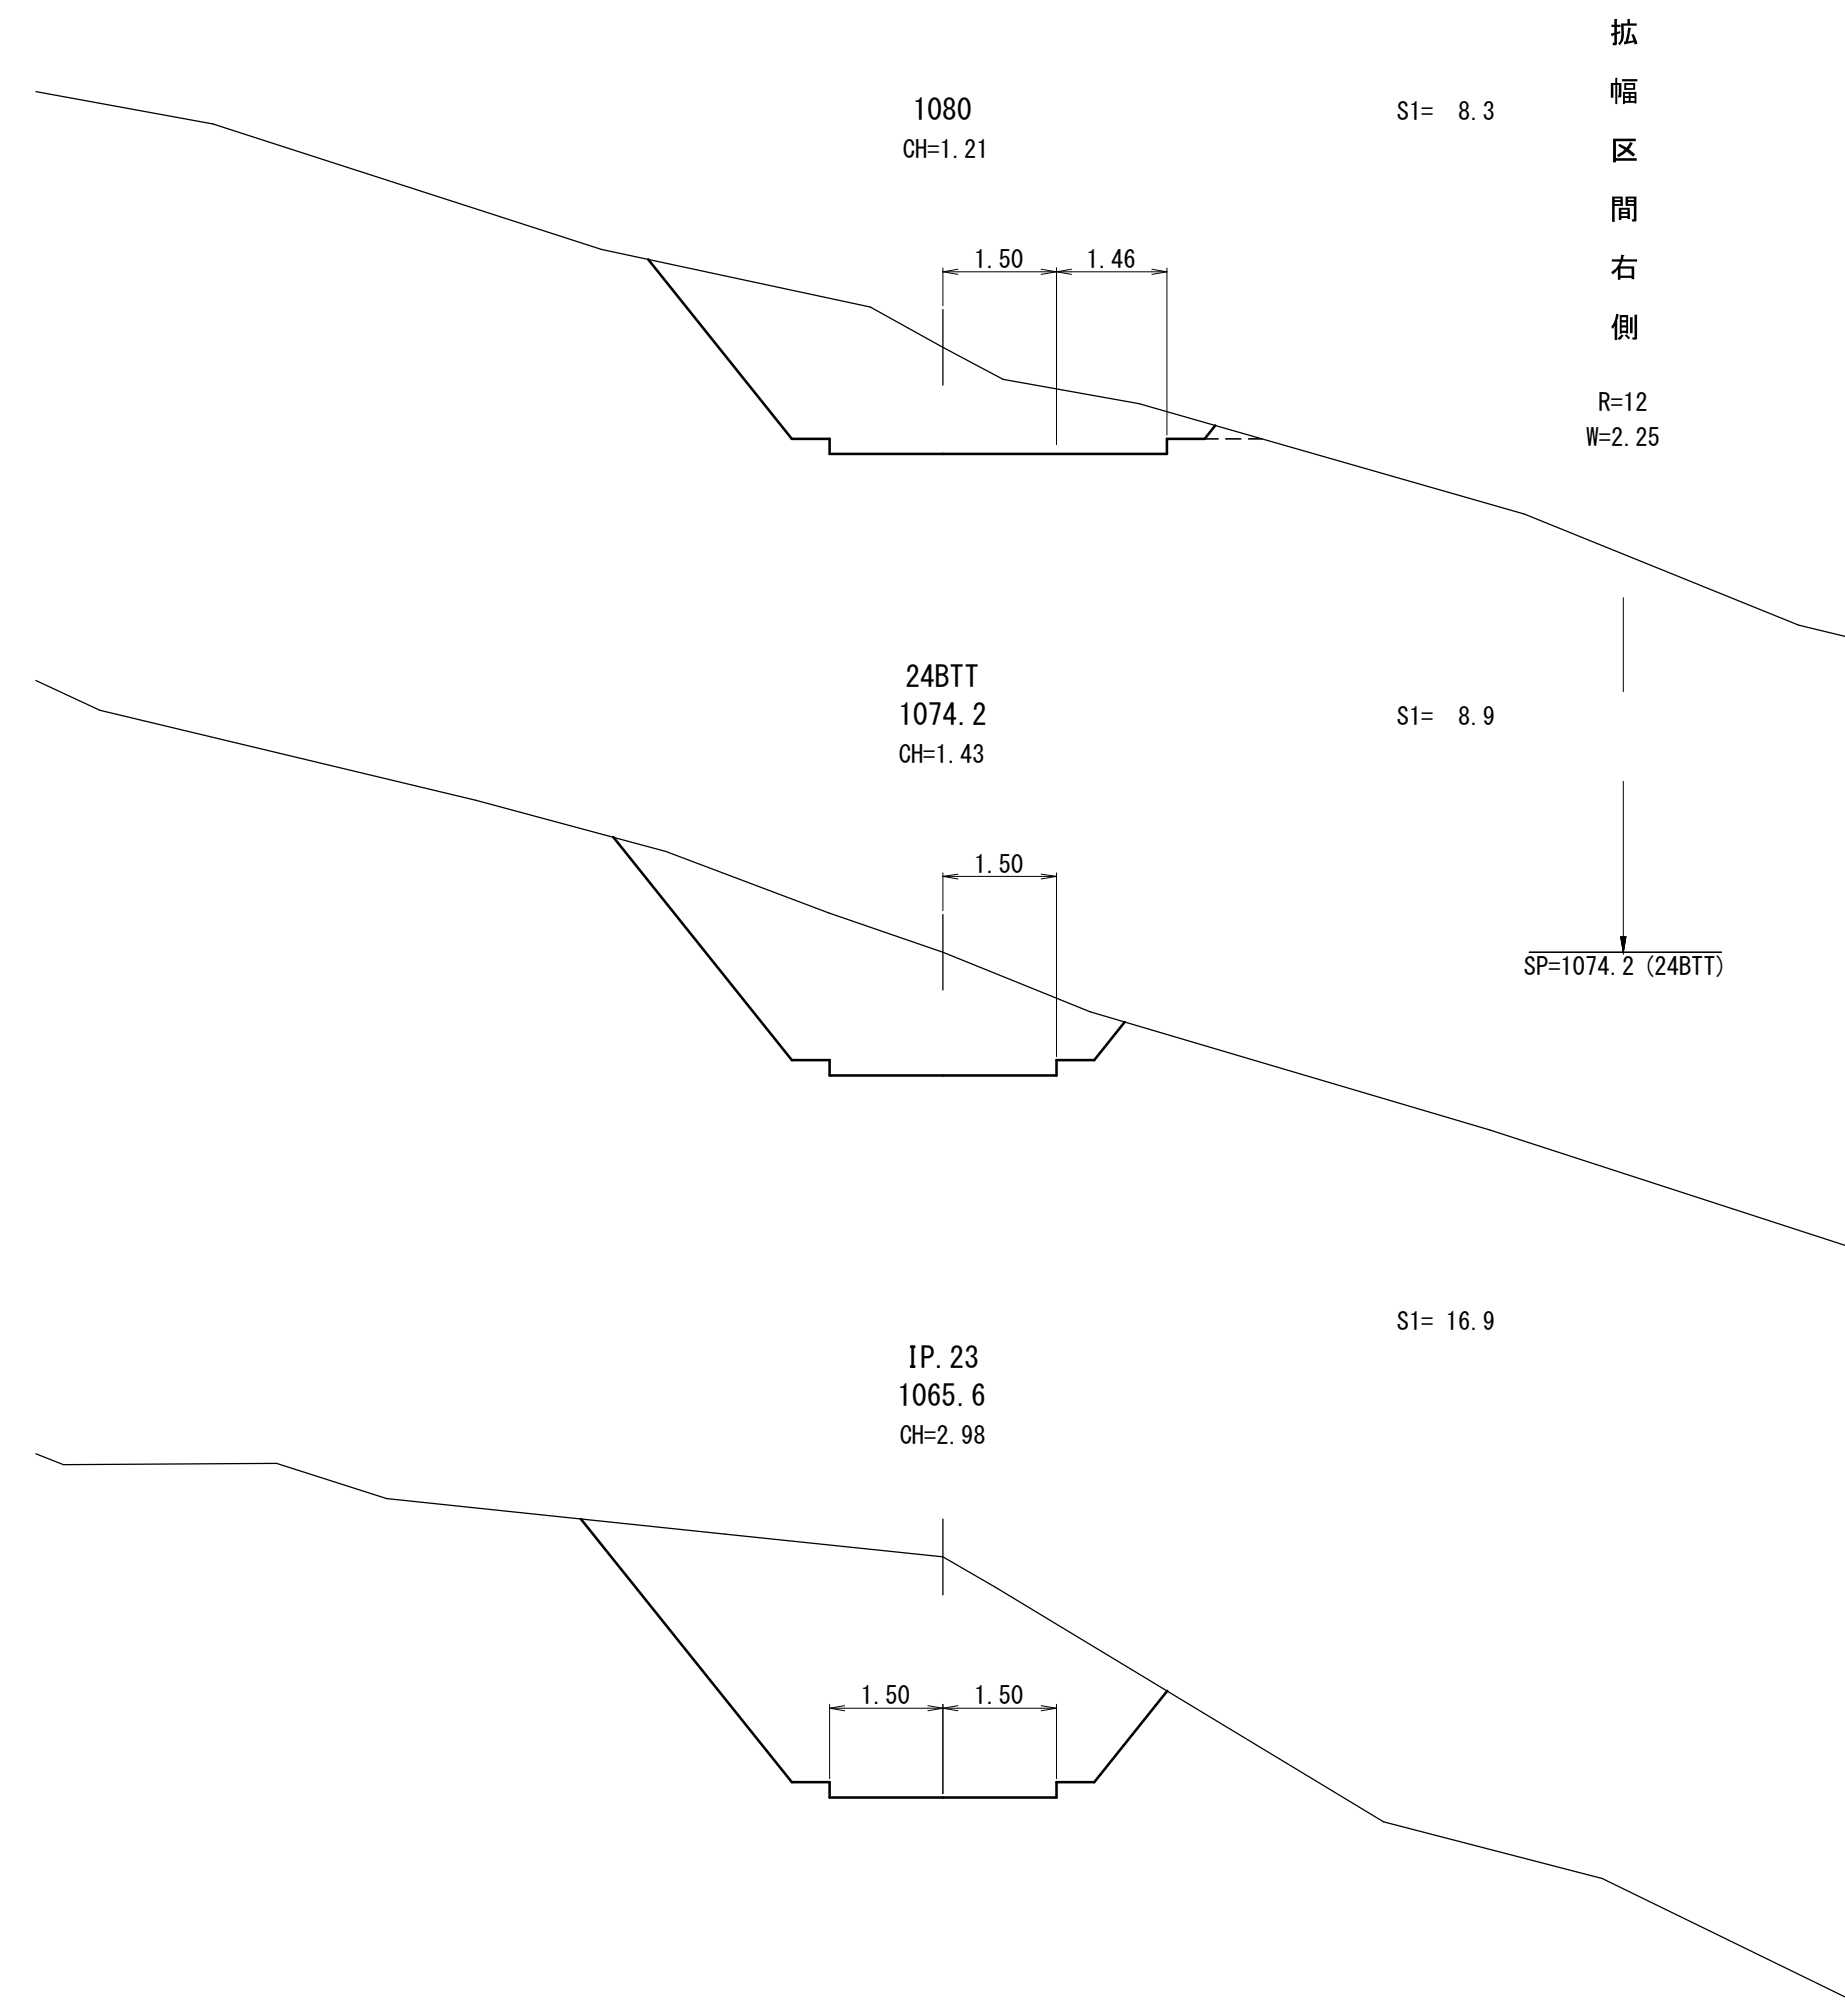 1080
CH=1.21
S1= 8.3
拡幅区間右側
R=12
W=2.25
1.50
1.46
24BTT
1074.2
CH=1.43
S1= 8.9
1.50
SP=1074.2 (24BTT)
S1= 16.9
IP.23
1065.6
CH=2.98
1.50
1.50